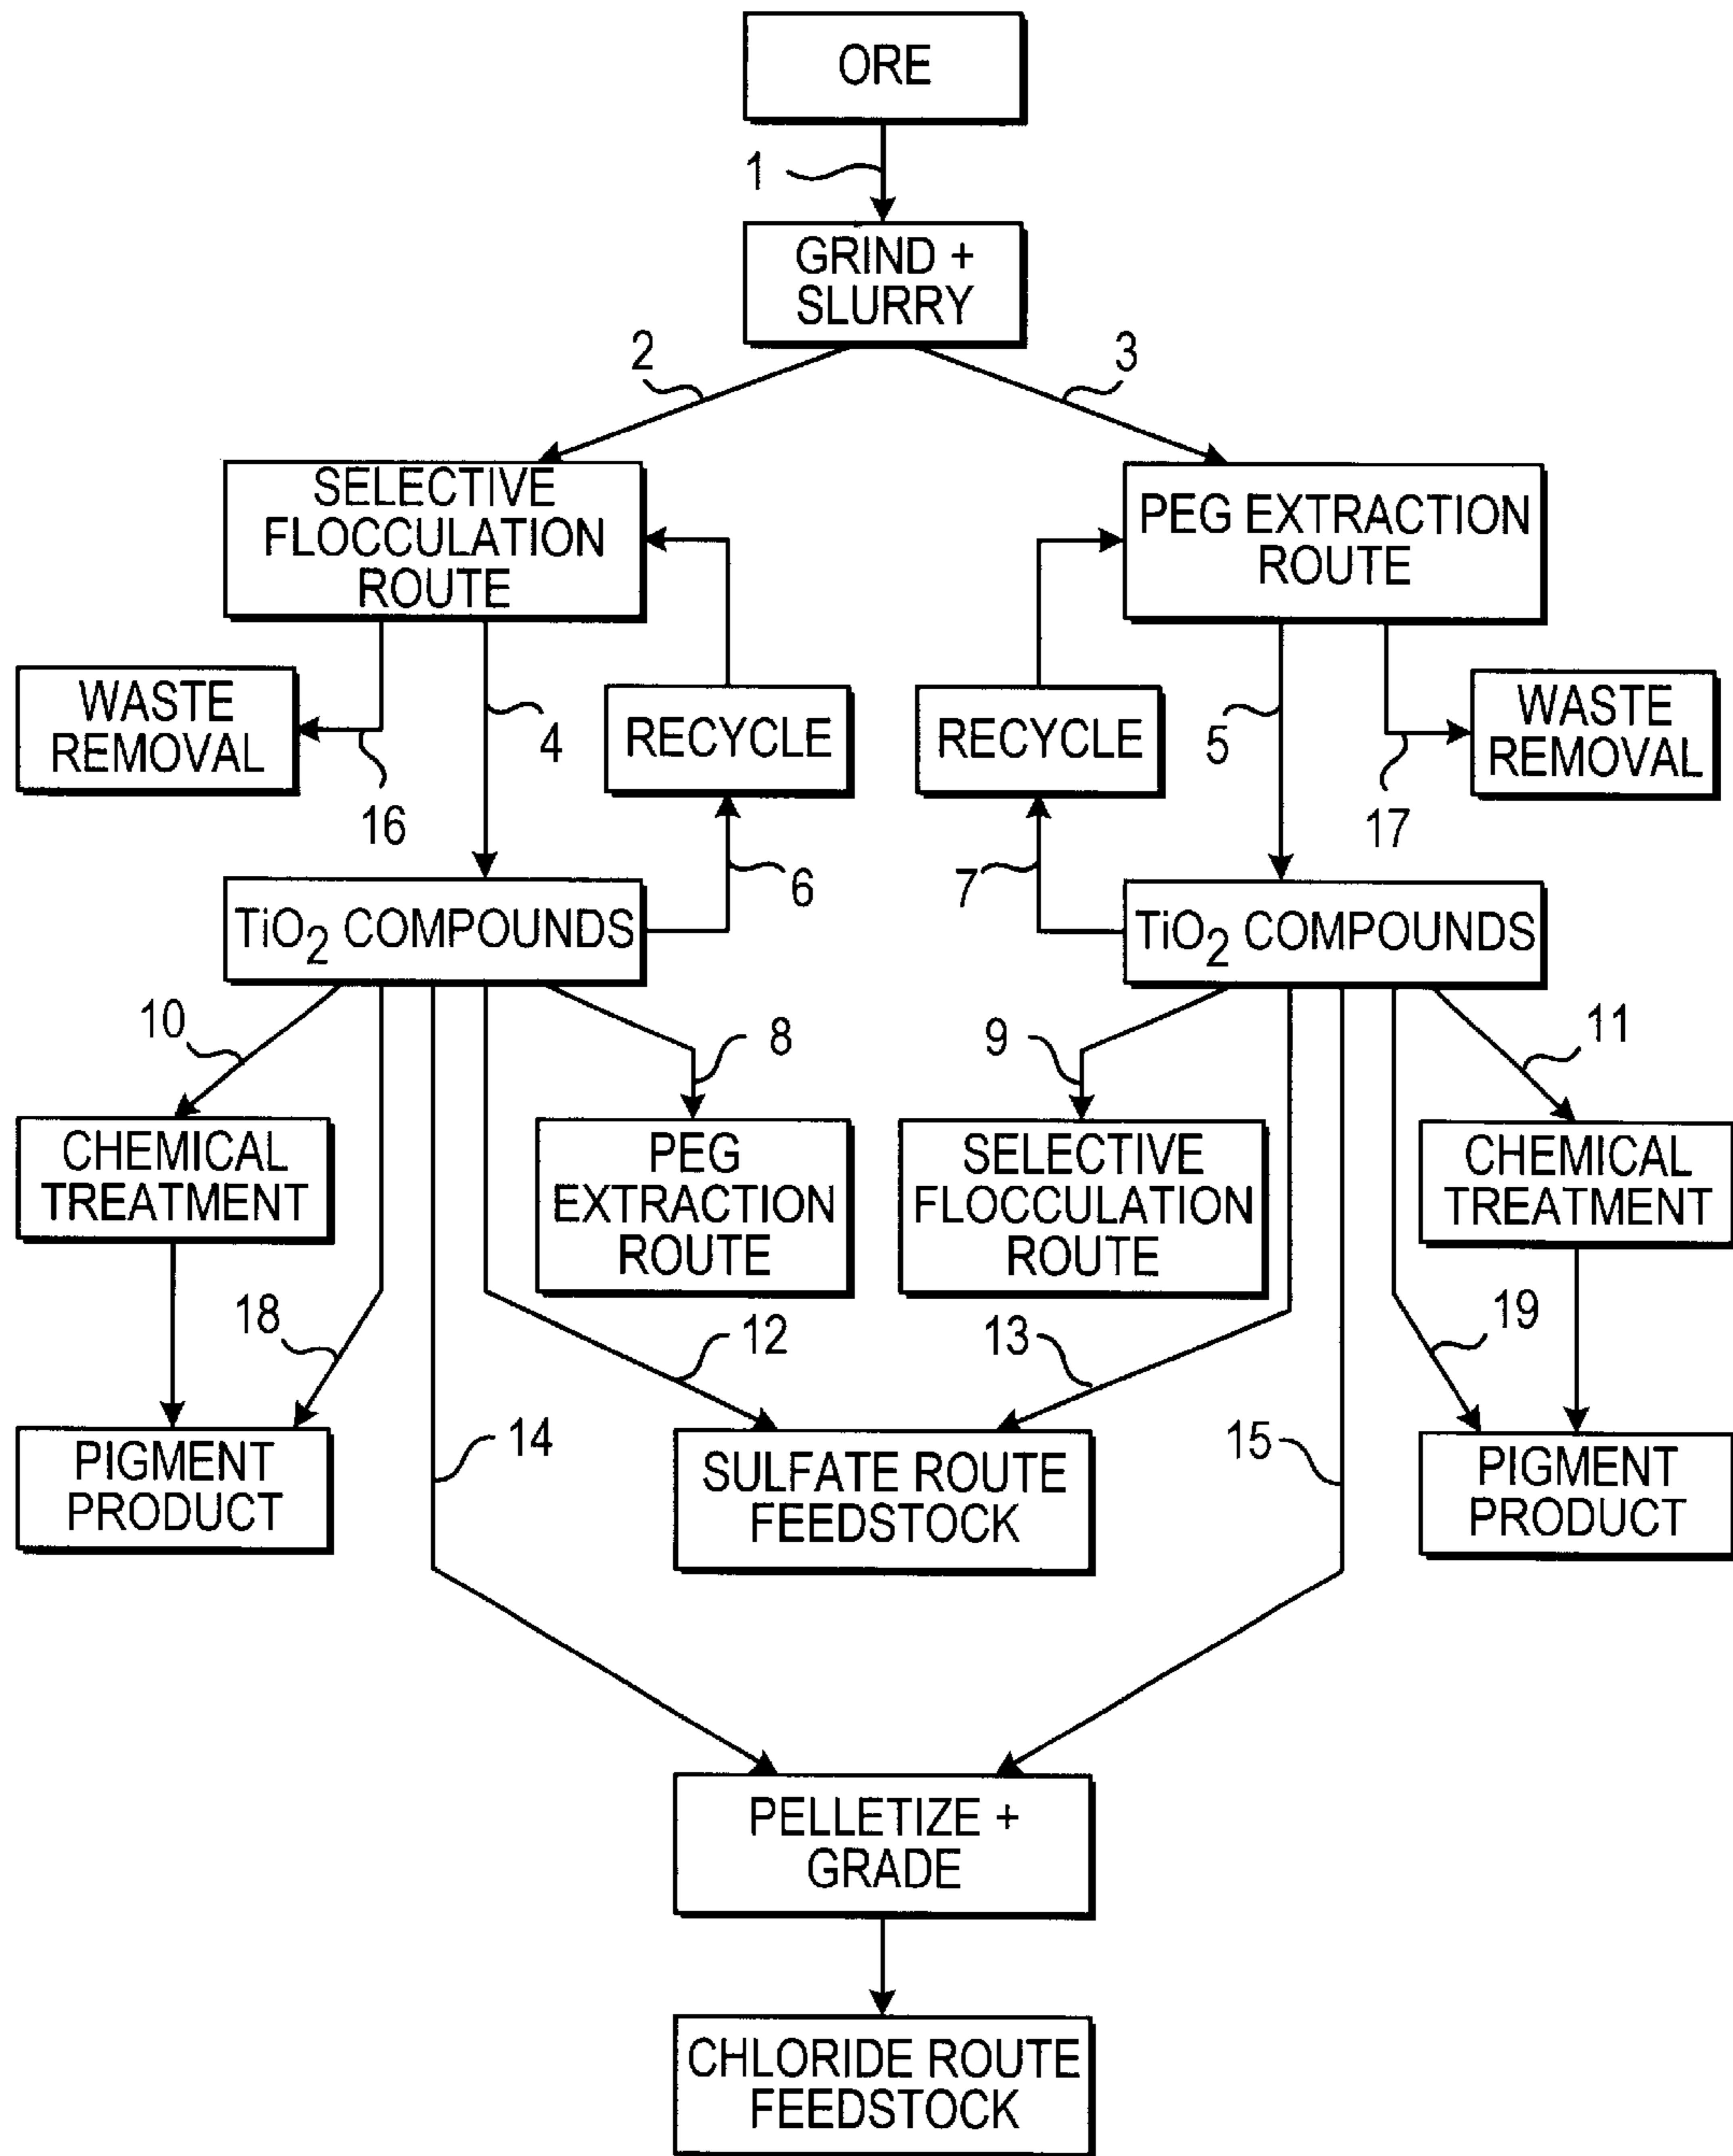 ORE
1
GRIND +
SLURRY
2
3
SELECTIVE
FLOCCULATION
ROUTE
PEG EXTRACTION
ROUTE
WASTE
REMOVAL
16
4
RECYCLE
6
RECYCLE
7
5
WASTE
REMOVAL
17
TiO2 COMPOUNDS
TiO2 COMPOUNDS
10
8
9
11
CHEMICAL
TREATMENT
PEG
EXTRACTION
ROUTE
SELECTIVE
FLOCCULATION
ROUTE
CHEMICAL
TREATMENT
18
12
13
19
PIGMENT
PRODUCT
14
SULFATE ROUTE
FEEDSTOCK
15
PIGMENT
PRODUCT
PELLETIZE +
GRADE
CHLORIDE ROUTE
FEEDSTOCK